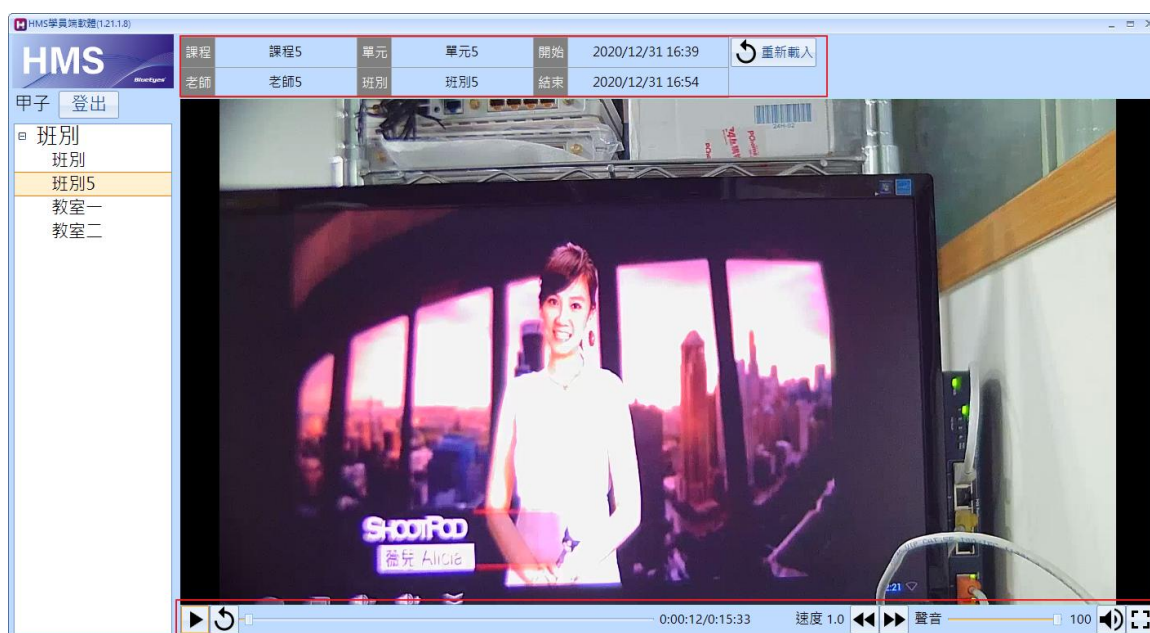 HMS學員端軟體(1.21.1.8)
HMS
Bluetyes
課程 課程5 單元 單元5 開始 2020/12/31 16:39 重新載入
老師 老師5 班別 班別5 結束 2020/12/31 16:54
甲子 登出
班別
班別
班別5
教室一
教室二
SHOOTPOD
薇兒 Alicia
:21
0:00:12/0:15:33 速度 1.0 聲音 100